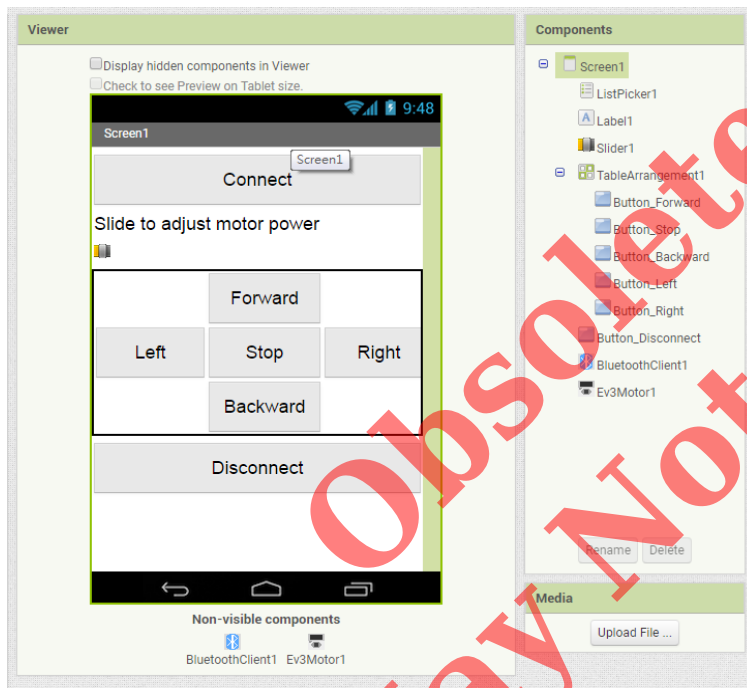 Viewer
Display hidden components in Viewer
Check to see Preview on Tablet size.
9:48
Screen1
Screen1
Connect
Slide to adjust motor power
Forward
Left Stop Right
Backward
Disconnect
Non-visible components
BluetoothClient1 Ev3Motor1
Components
Screen1
ListPicker1
Label1
Slider1
TableArrangement1
Button_Forward
Button_Stop
Button_Backward
Button_Left
Button_Right
Button_Disconnect
BluetoothClient1
Ev3Motor1
Rename Delete
Media
Upload File ...
Obsolete
May Not